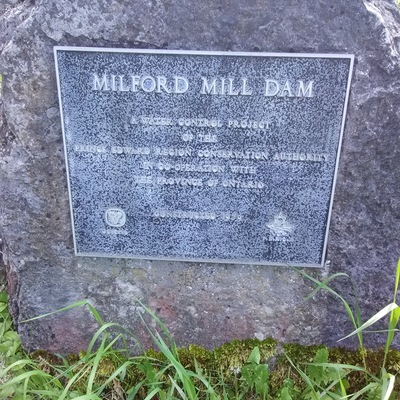 MILFORD MILL DAM
A WATER CONTROL PROJECT
OF THE
PRINCE EDWARD REGION CONSERVATION AUTHORITY
IN CO-OPERATION WITH
THE PROVINCE OF ONTARIO